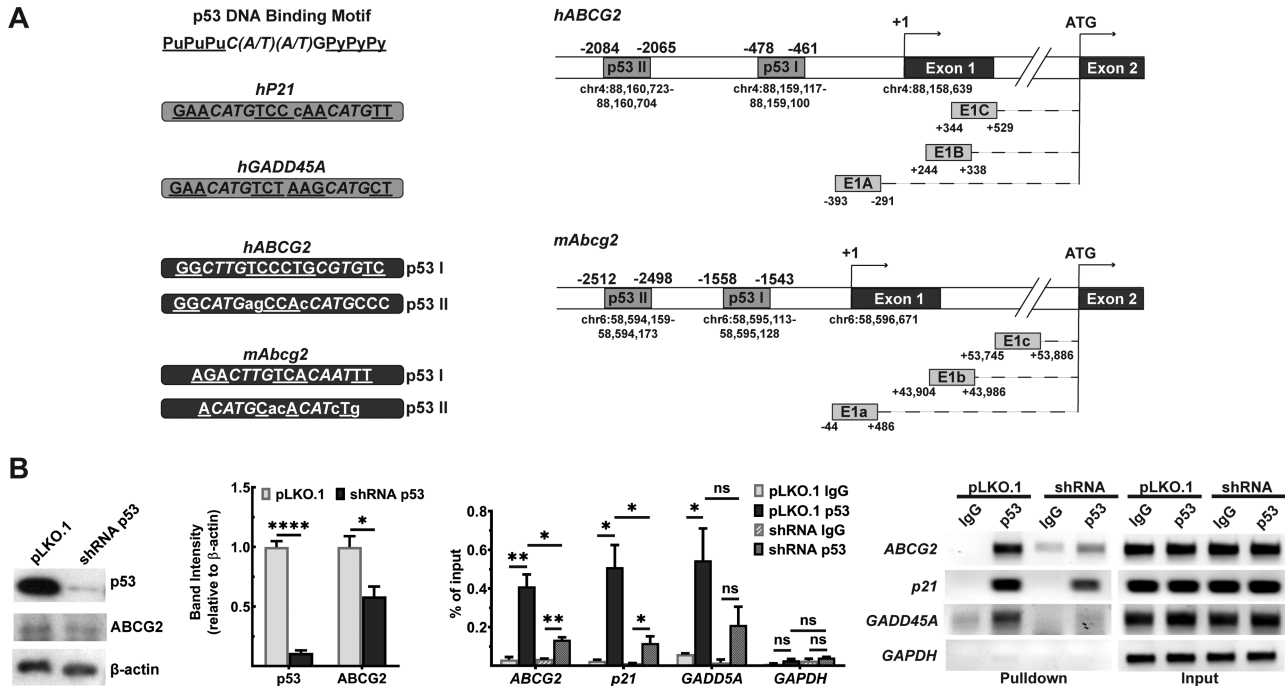 A
p53 DNA Binding Motif
PuPuPuC(A/T)(A/T)GPyPyPy
hP21
GAACATGTCC cAACATGTT
hGADD45A
GAACATGTCT AAGCATGCT
hABCG2
GGCTTGTCCCTGCGTGTC p53 I
GGCATGagCCAcCATGCCC p53 II
mAbcg2
AGACTTGTCACAATTT p53 I
ACATGCacACATcTg p53 II
hABCG2
+1
ATG
-2084 -2065
-478 -461
p53 II
p53 I
Exon 1
Exon 2
chr4:88,160,723-
88,160,704
chr4:88,159,117-
88,159,100
chr4:88,158,639
E1C
+344 +529
E1B
+244 +338
E1A
-393 -291
mAbcg2
+1
ATG
-2512 -2498
-1558 -1543
p53 II
p53 I
Exon 1
Exon 2
chr6:58,594,159-
58,594,173
chr6:58,595,113-
58,595,128
chr6:58,596,671
E1c
+53,745 +53,886
E1b
+43,904 +43,986
E1a
-44 +486
B
pLKO.1
shRNA p53
p53
ABCG2
β-actin
pLKO.1
shRNA p53
Band Intensity
(relative to β-actin)
1.5
1.0
0.5
****
*
p53
ABCG2
pLKO.1 IgG
pLKO.1 p53
shRNA IgG
shRNA p53
% of input
0.8
0.6
0.4
0.2
0.0
**
*
**
*
*
*
*
ns
ns
ns
ns
ns
ABCG2
p21
GADD5A
GAPDH
pLKO.1
shRNA
pLKO.1
shRNA
IgG
p53
IgG
p53
IgG
p53
IgG
p53
ABCG2
p21
GADD45A
GAPDH
Pulldown
Input